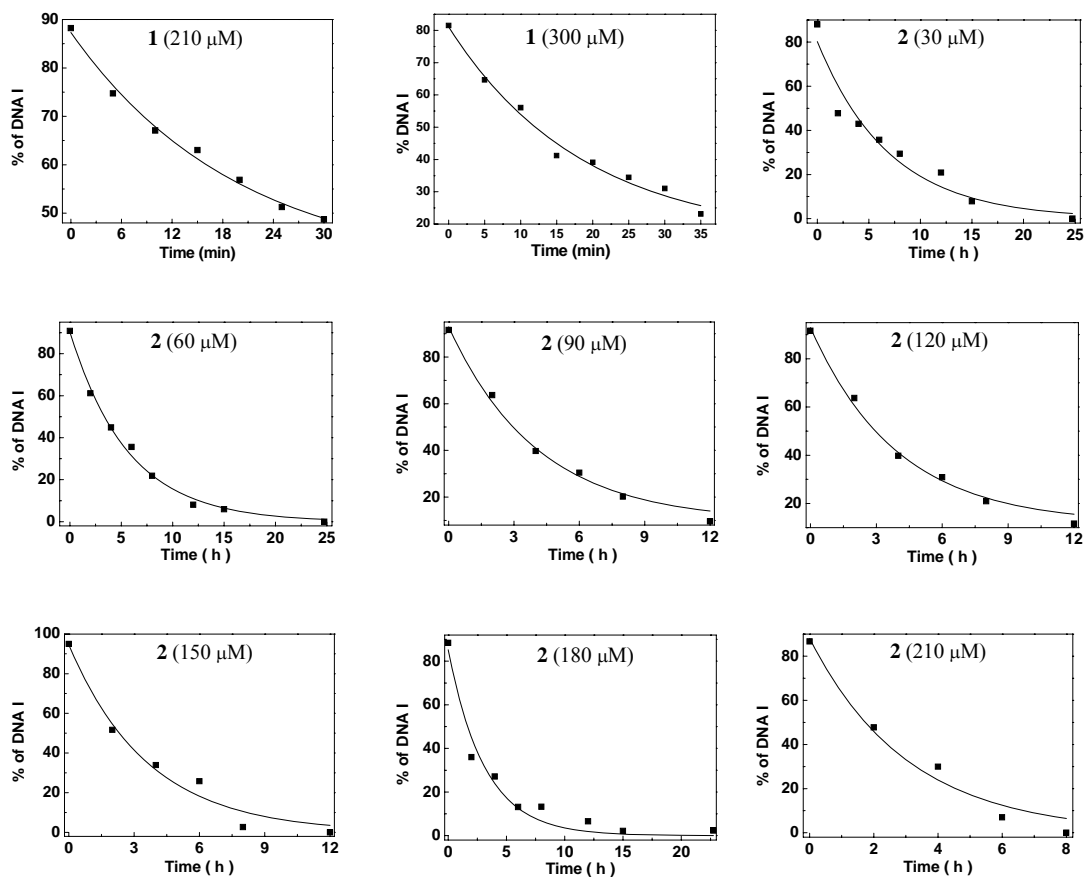 1 (210 μM)
% of DNA I
90
80
70
60
50
0 6 12 18 24 30
Time (min)
1 (300 μM)
% DNA I
80
70
60
50
40
30
20
0 5 10 15 20 25 30 35
Time (min)
2 (30 μM)
% of DNA I
80
60
40
20
0
0 5 10 15 20 25
Time ( h )
2 (60 μM)
% of DNA I
80
60
40
20
0
0 5 10 15 20 25
Time ( h )
2 (90 μM)
% of DNA I
80
60
40
20
0 3 6 9 12
Time ( h )
2 (120 μM)
% of DNA I
80
60
40
20
0 3 6 9 12
Time ( h )
2 (150 μM)
% of DNA I
100
80
60
40
20
0
0 3 6 9 12
Time ( h )
2 (180 μM)
% of DNA I
80
60
40
20
0
0 5 10 15 20
Time ( h )
2 (210 μM)
% of DNA I
80
60
40
20
0
0 2 4 6 8
Time ( h )